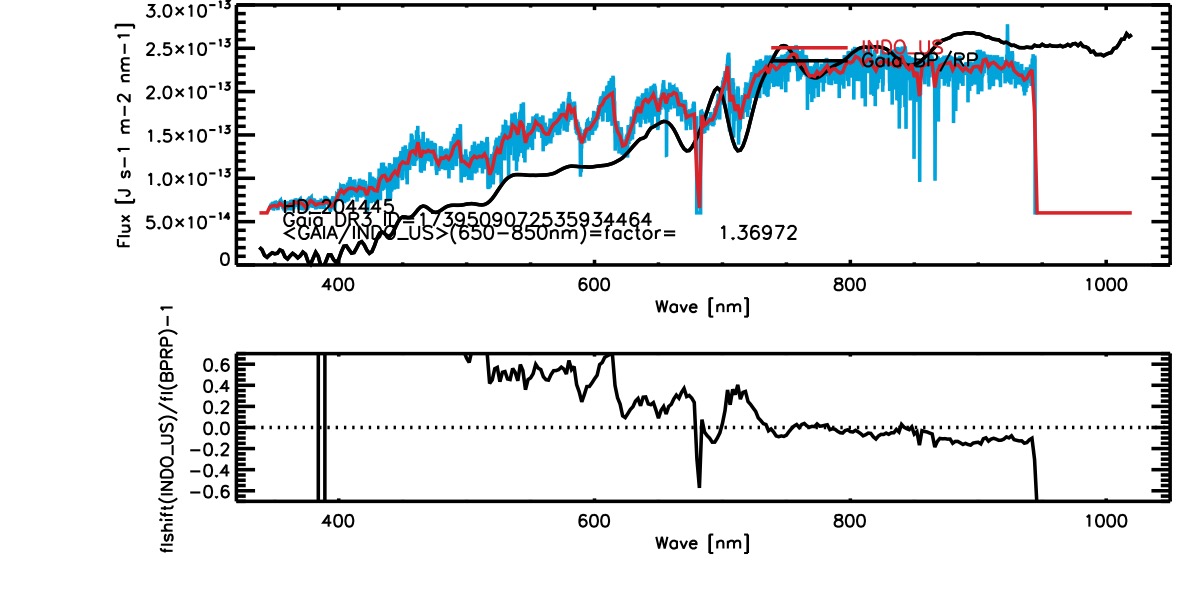 3.0×10−13
2.5×10−13
2.0×10−13
1.5×10−13
1.0×10−13
5.0×10−14
0
Flux [J s−1 m−2 nm−1]
INDO_US
Gaia BP/RP
HD_204445
Gaia DR3 ID=1739509072535934464
<GAIA/INDO_US>(650−850nm)=factor= 1.36972
400 600 800 1000
Wave [nm]
flshift(INDO_US)/fl(BPRP)−1
0.6
0.4
0.2
0.0
−0.2
−0.4
−0.6
400 600 800 1000
Wave [nm]